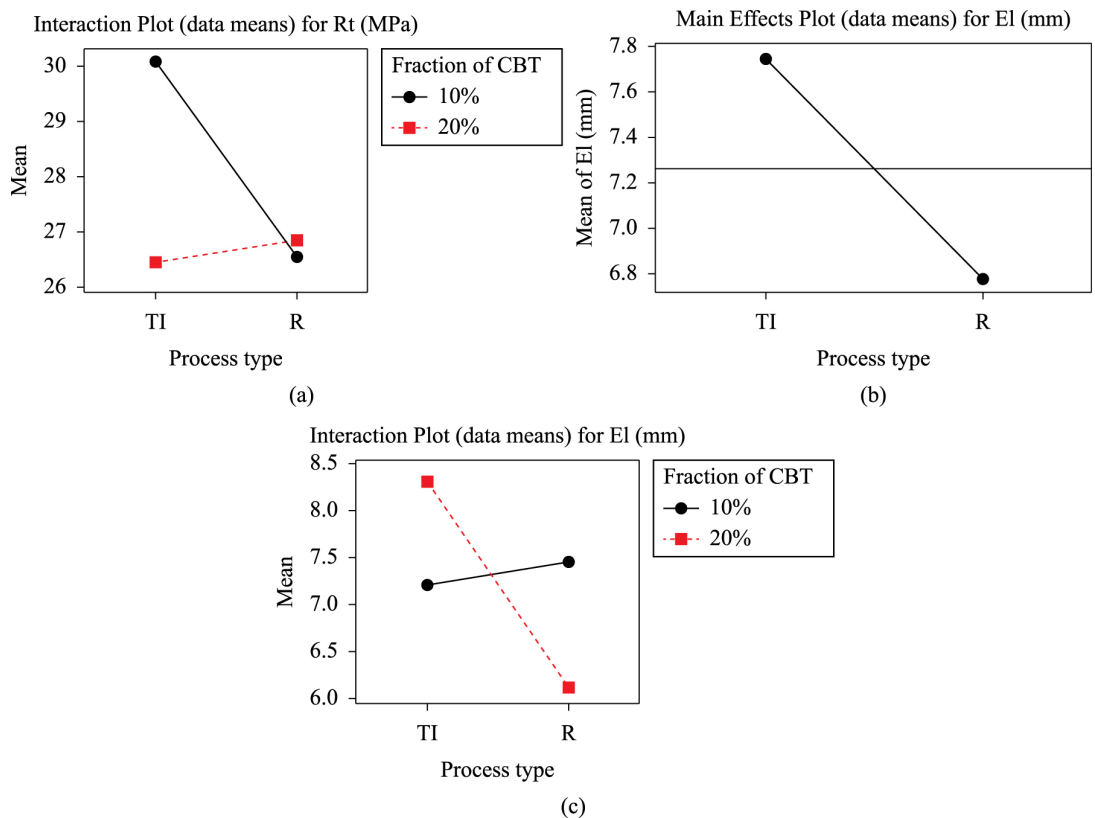 Interaction Plot (data means) for Rt (MPa)
30
29
28
27
26
Mean
TI
R
Process type
Fraction of CBT
10%
20%
(a)
Main Effects Plot (data means) for El (mm)
7.8
7.6
7.4
7.2
7.0
6.8
Mean of El (mm)
TI
R
Process type
(b)
Interaction Plot (data means) for El (mm)
8.5
8.0
7.5
7.0
6.5
6.0
Mean
TI
R
Process type
Fraction of CBT
10%
20%
(c)